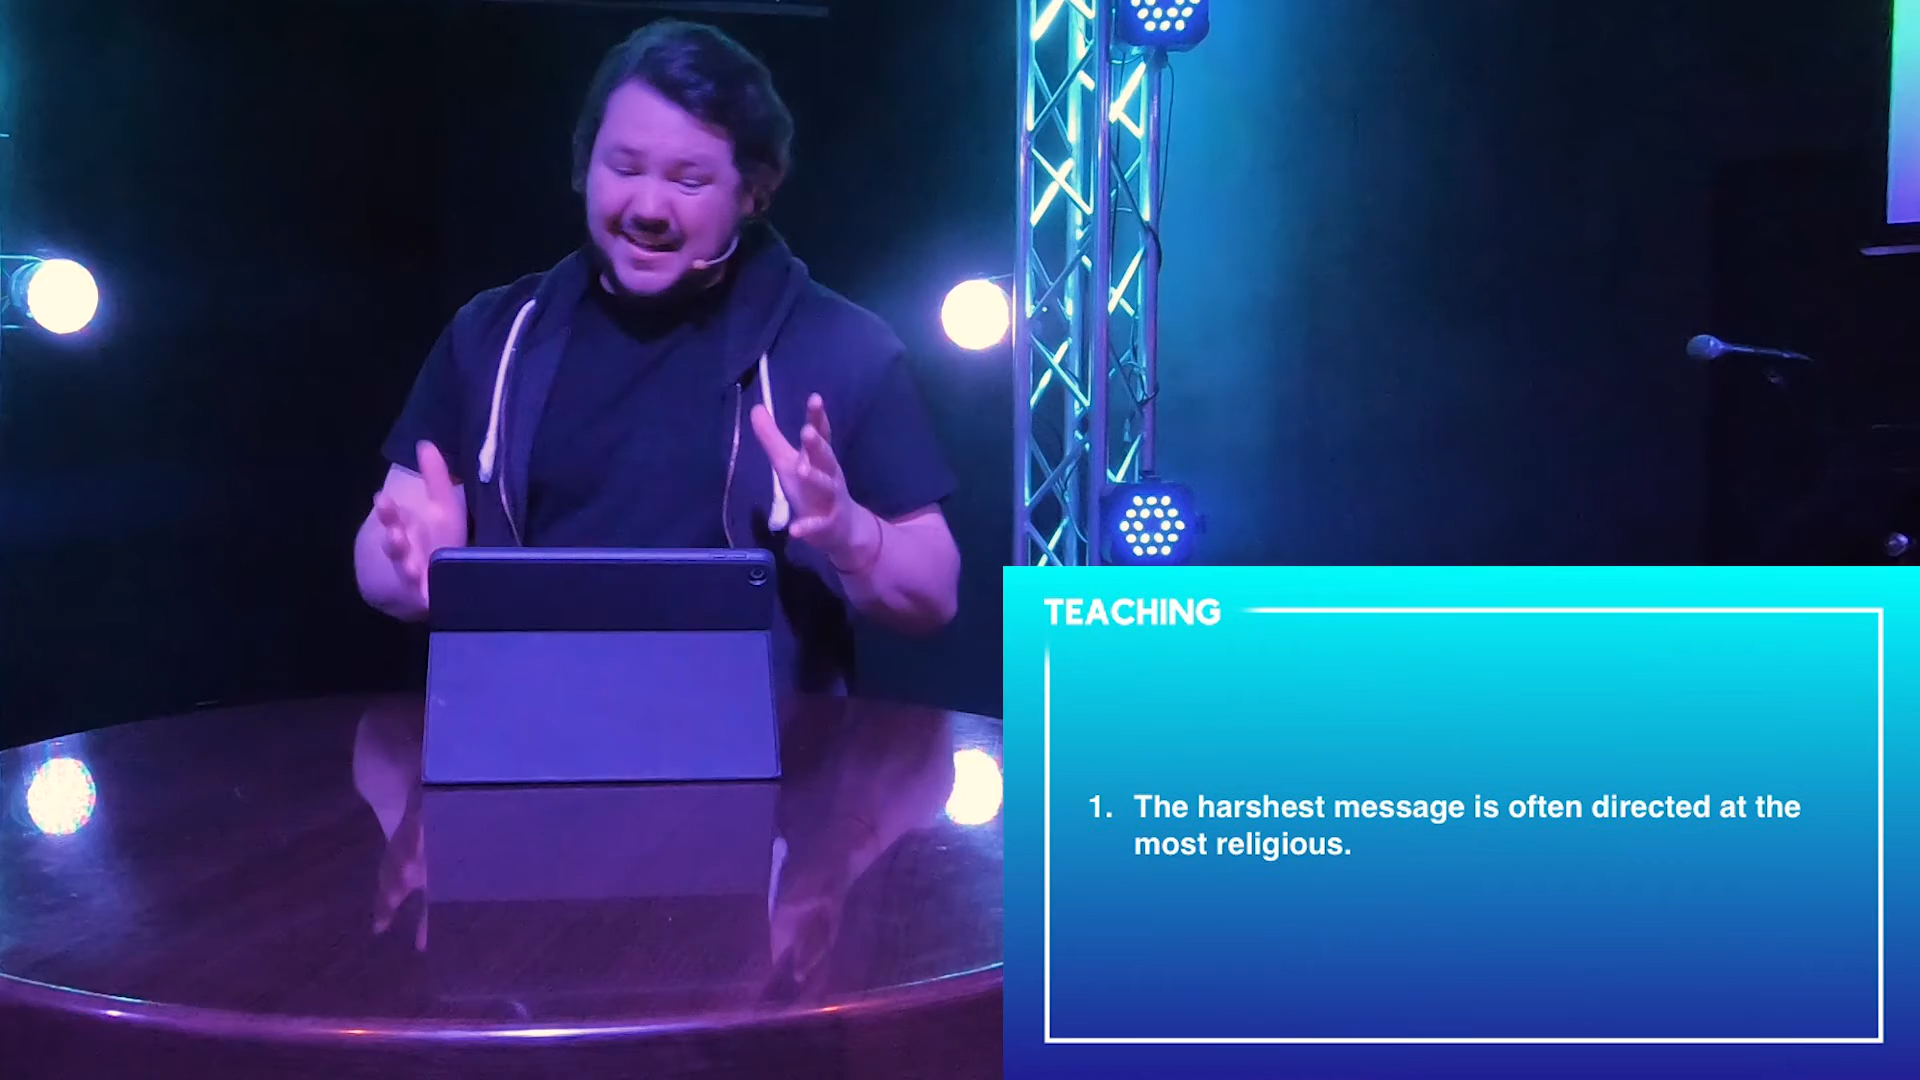 TEACHING
1. The harshest message is often directed at the
most religious.